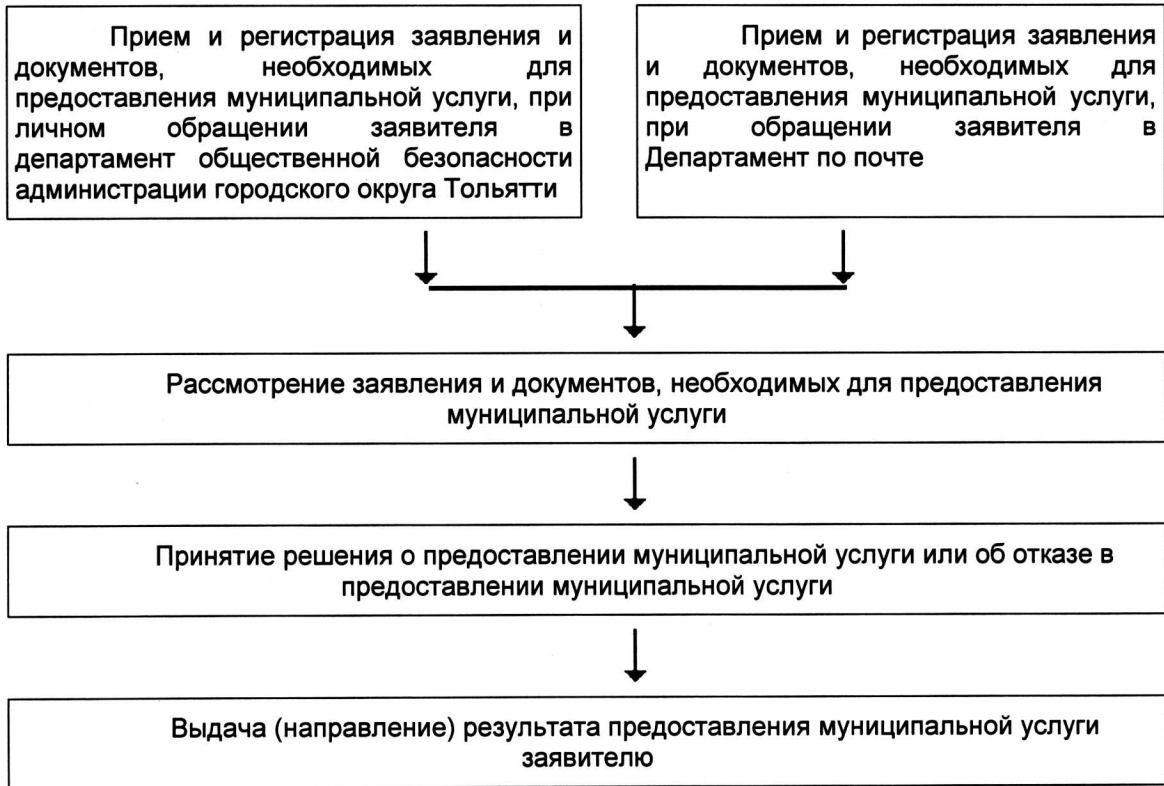 Прием и регистрация заявления и
документов, необходимых для
предоставления муниципальной услуги, при
личном обращении заявителя в
департамент общественной безопасности
администрации городского округа Тольятти
Прием и регистрация заявления
и документов, необходимых для
предоставления муниципальной услуги,
при обращении заявителя в
Департамент по почте
Рассмотрение заявления и документов, необходимых для предоставления
муниципальной услуги
Принятие решения о предоставлении муниципальной услуги или об отказе в
предоставлении муниципальной услуги
Выдача (направление) результата предоставления муниципальной услуги
заявителю